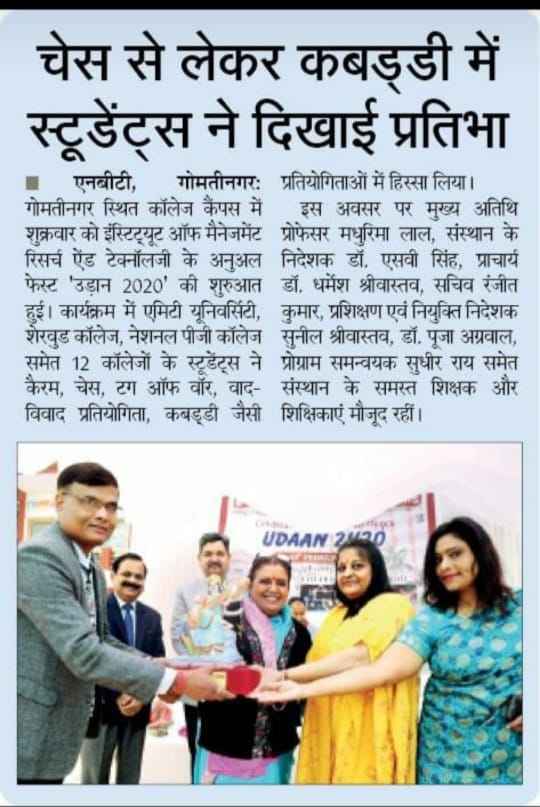 चेस से लेकर कबड्डी में
स्टूडेंट्स ने दिखाई प्रतिभा
एनबीटी, गोमतीनगर:
गोमतीनगर स्थित कॉलेज कैंपस में
शुक्रवार को इंस्टिट्यूट ऑफ मैनेजमेंट
रिसर्च ऐंड टेक्नॉलजी के अनुअल
फेस्ट 'उड़ान 2020' की शुरुआत
हुई। कार्यक्रम में एमिटी यूनिवर्सिटी,
शेरवुड कॉलेज, नेशनल पीजी कॉलेज
समेत 12 कॉलेजों के स्टूडेंट्स ने
कैरम, चेस, टग ऑफ वॉर, वाद-
विवाद प्रतियोगिता, कबड्डी जैसी
प्रतियोगिताओं में हिस्सा लिया।
इस अवसर पर मुख्य अतिथि
प्रोफेसर मधुरिमा लाल, संस्थान के
निदेशक डॉ. एसवी सिंह, प्राचार्य
डॉ. धर्मेश श्रीवास्तव, सचिव रंजीत
कुमार, प्रशिक्षण एवं नियुक्ति निदेशक
सुनील श्रीवास्तव, डॉ. पूजा अग्रवाल,
प्रोग्राम समन्वयक सुधीर राय समेत
संस्थान के समस्त शिक्षक और
शिक्षिकाएं मौजूद रहीं।
UDAAN 2020